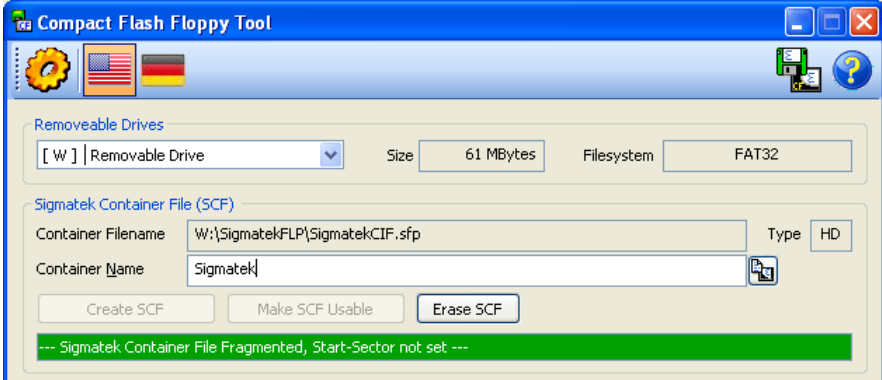 Compact Flash Floppy Tool
Removeable Drives
[ W ] Removable Drive Size 61 MBytes Filesystem FAT32
Sigmatek Container File (SCF)
Container Filename W:\SigmatekFLP\SigmatekCIF.sfp Type HD
Container Name Sigmatek
Create SCF Make SCF Usable Erase SCF
--- Sigmatek Container File Fragmented, Start-Sector not set ---